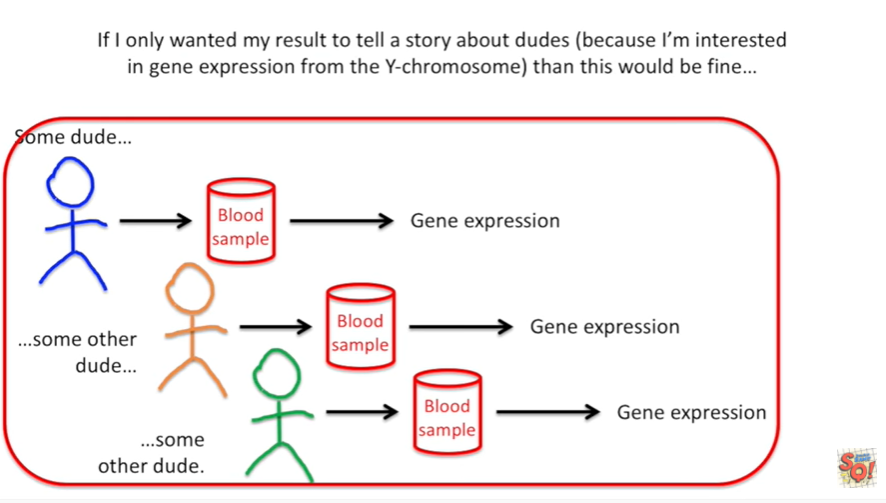 If I only wanted my result to tell a story about dudes (because I’m interested
in gene expression from the Y-chromosome) than this would be fine…
Some dude…
Blood
sample
Gene expression
…some other
dude…
Blood
sample
Gene expression
…some
other dude.
Blood
sample
Gene expression
SQ!